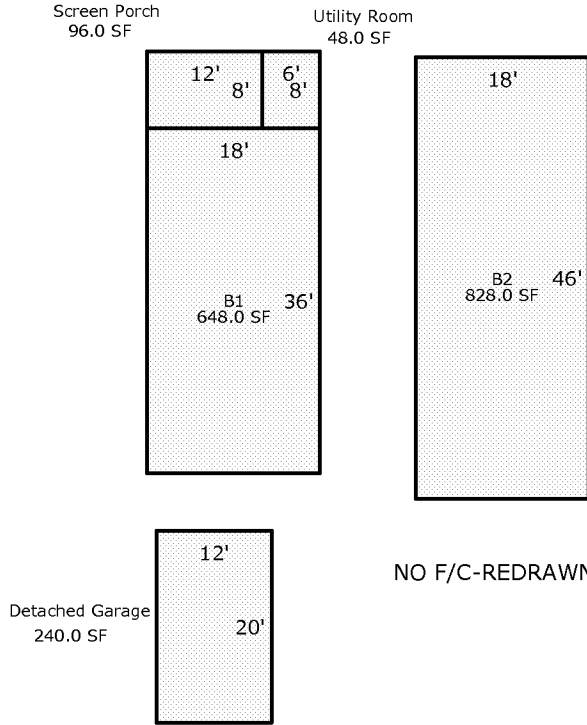 Screen Porch
96.0 SF
Utility Room
48.0 SF
12'
8'
6'
8'
18'
B1
648.0 SF
36'
18'
B2
828.0 SF
46'
12'
20'
Detached Garage
240.0 SF
NO F/C-REDRAWN